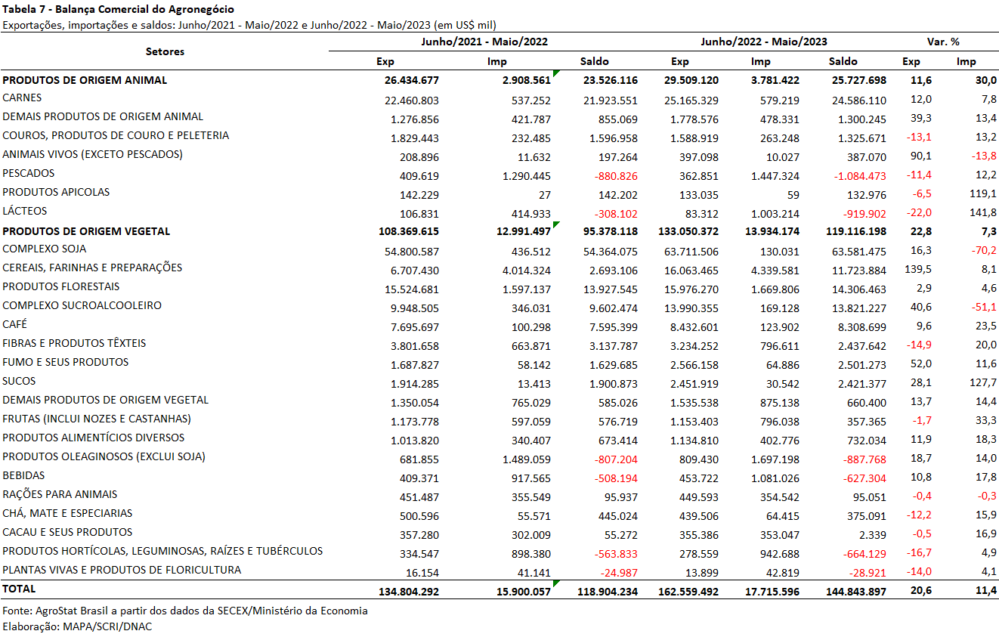 Tabela 7 - Balança Comercial do Agronegócio
Exportações, importações e saldos: Junho/2021 - Maio/2022 e Junho/2022 - Maio/2023 (em US$ mil)
Setores Junho/2021 - Maio/2022 Junho/2022 - Maio/2023 Var. %
Exp Imp Saldo Exp Imp Saldo Exp Imp
PRODUTOS DE ORIGEM ANIMAL 26.434.677 2.908.561 23.526.116 29.509.120 3.781.422 25.727.698 11,6 30,0
CARNES 22.460.803 537.252 21.923.551 25.165.329 579.219 24.586.110 12,0 7,8
DEMAIS PRODUTOS DE ORIGEM ANIMAL 1.276.856 421.787 855.069 1.778.576 478.331 1.300.245 39,3 13,4
COUROS, PRODUTOS DE COURO E PELETERIA 1.829.443 232.485 1.596.958 1.588.919 263.248 1.325.671 -13,1 13,2
ANIMAIS VIVOS (EXCETO PESCADOS) 208.896 11.632 197.264 397.098 10.027 387.070 90,1 -13,8
PESCADOS 409.619 1.290.445 -880.826 362.851 1.447.324 -1.084.473 -11,4 12,2
PRODUTOS APICOLAS 142.229 27 142.202 133.035 59 132.976 -6,5 119,1
LÁCTEOS 106.831 414.933 -308.102 83.312 1.003.214 -919.902 -22,0 141,8
PRODUTOS DE ORIGEM VEGETAL 108.369.615 12.991.497 95.378.118 133.050.372 13.934.174 119.116.198 22,8 7,3
COMPLEXO SOJA 54.800.587 436.512 54.364.075 63.711.506 130.031 63.581.475 16,3 -70,2
CEREAIS, FARINHAS E PREPARAÇÕES 6.707.430 4.014.324 2.693.106 16.063.465 4.339.581 11.723.884 139,5 8,1
PRODUTOS FLORESTAIS 15.524.681 1.597.137 13.927.545 15.976.270 1.669.806 14.306.463 2,9 4,6
COMPLEXO SUCROALCOOLEIRO 9.948.505 346.031 9.602.474 13.990.355 169.128 13.821.227 40,6 -51,1
CAFÉ 7.695.697 100.298 7.595.399 8.432.601 123.902 8.308.699 9,6 23,5
FIBRAS E PRODUTOS TÊXTEIS 3.801.658 663.871 3.137.787 3.234.252 796.611 2.437.642 -14,9 20,0
FUMO E SEUS PRODUTOS 1.687.827 58.142 1.629.685 2.566.158 64.886 2.501.273 52,0 11,6
SUCOS 1.914.285 13.413 1.900.873 2.451.919 30.542 2.421.377 28,1 127,7
DEMAIS PRODUTOS DE ORIGEM VEGETAL 1.350.054 765.029 585.026 1.535.538 875.138 660.400 13,7 14,4
FRUTAS (INCLUI NOZES E CASTANHAS) 1.173.778 597.059 576.719 1.153.403 796.038 357.365 -1,7 33,3
PRODUTOS ALIMENTÍCIOS DIVERSOS 1.013.820 340.407 673.414 1.134.810 402.776 732.034 11,9 18,3
PRODUTOS OLEAGINOSOS (EXCLUI SOJA) 681.855 1.489.059 -807.204 809.430 1.697.198 -887.768 18,7 14,0
BEBIDAS 409.371 917.565 -508.194 453.722 1.081.026 -627.304 10,8 17,8
RAÇÕES PARA ANIMAIS 451.487 355.549 95.937 449.593 354.542 95.051 -0,4 -0,3
CHÁ, MATE E ESPECIARIAS 500.596 55.571 445.024 439.506 64.415 375.091 -12,2 15,9
CACAU E SEUS PRODUTOS 357.280 302.009 55.272 355.386 353.047 2.339 -0,5 16,9
PRODUTOS HORTÍCOLAS, LEGUMINOSAS, RAÍZES E TUBÉRCULOS 334.547 898.380 -563.833 278.559 942.688 -664.129 -16,7 4,9
PLANTAS VIVAS E PRODUTOS DE FLORICULTURA 16.154 41.141 -24.987 13.899 42.819 -28.921 -14,0 4,1
TOTAL 134.804.292 15.900.057 118.904.234 162.559.492 17.715.596 144.843.897 20,6 11,4
Fonte: AgroStat Brasil a partir dos dados da SECEX/Ministério da Economia
Elaboração: MAPA/SCRI/DNAC